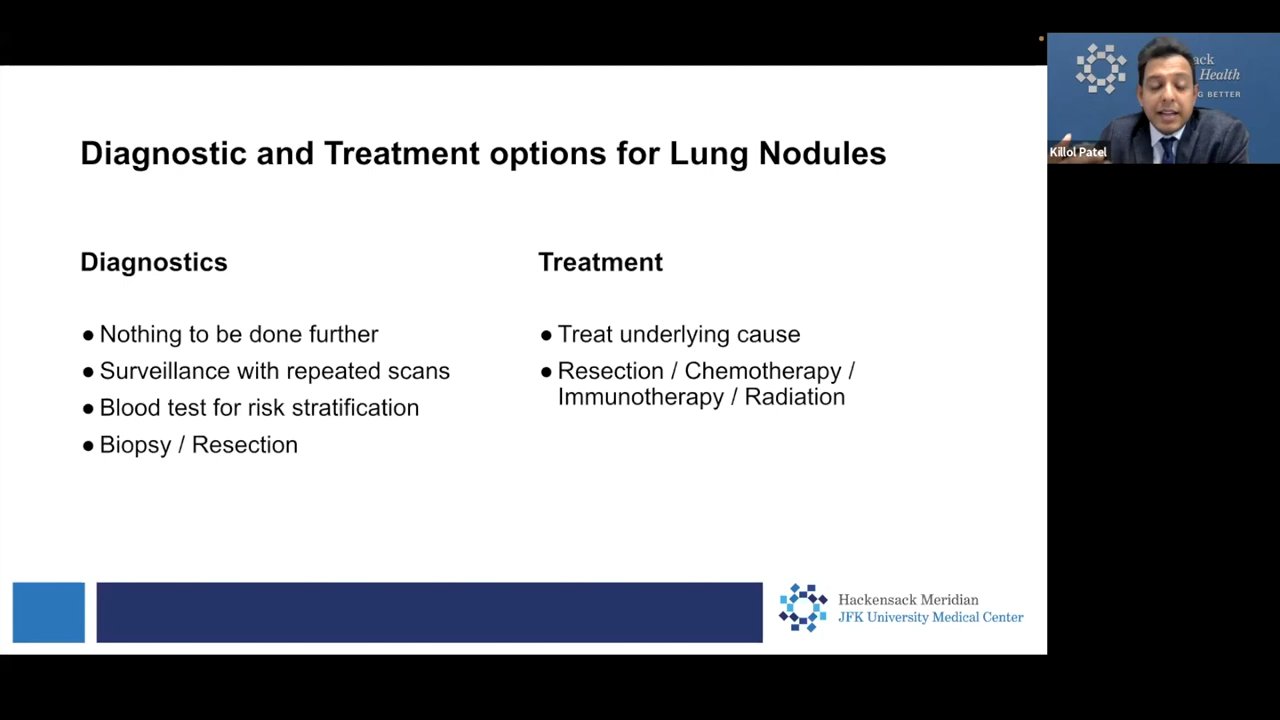 Diagnostic and Treatment options for Lung Nodules
Diagnostics
● Nothing to be done further
● Surveillance with repeated scans
● Blood test for risk stratification
● Biopsy / Resection
Treatment
● Treat underlying cause
● Resection / Chemotherapy /
Immunotherapy / Radiation
Hackensack Meridian
JFK University Medical Center
Health
BETTER
Killol Patel